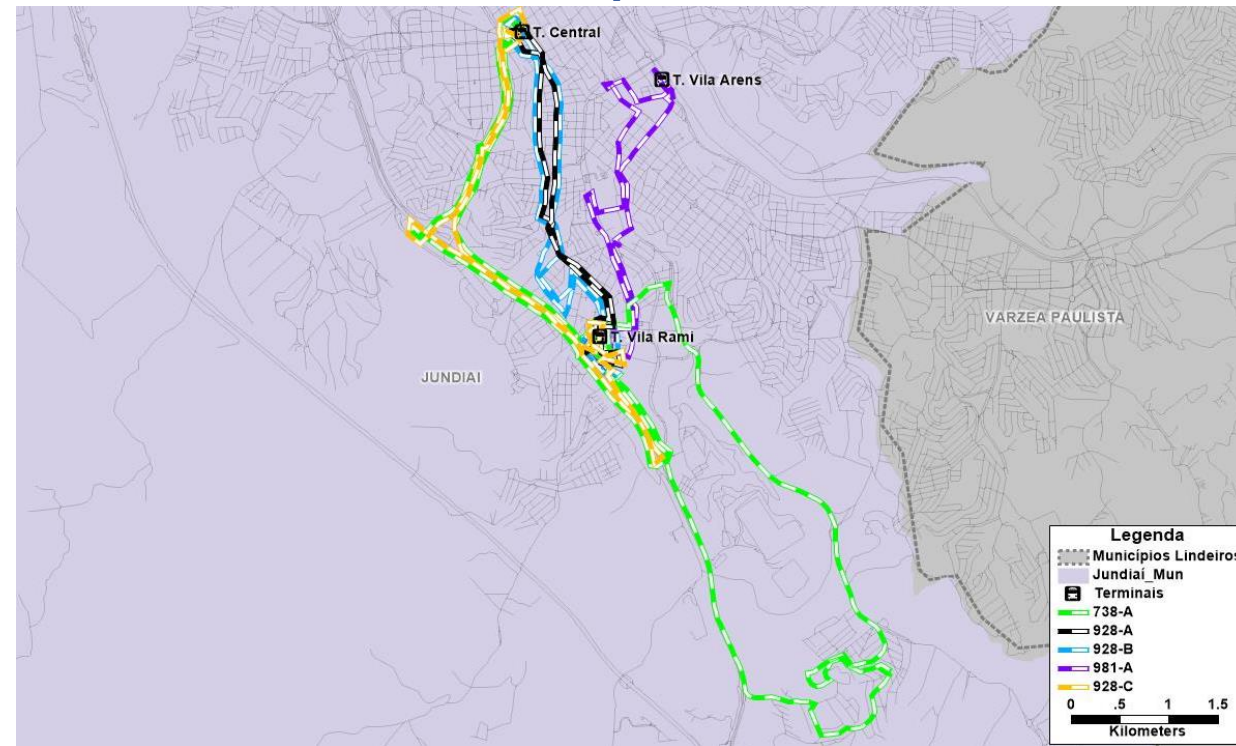 T. Central
T. Vila Arens
VARZEA PAULISTA
T. Vila Rami
JUNDIAI
Legenda
Municípios Lindeiros
Jundiaí_Mun
Terminais
738-A
928-A
928-B
981-A
928-C
0 .5 1 1.5
Kilometers